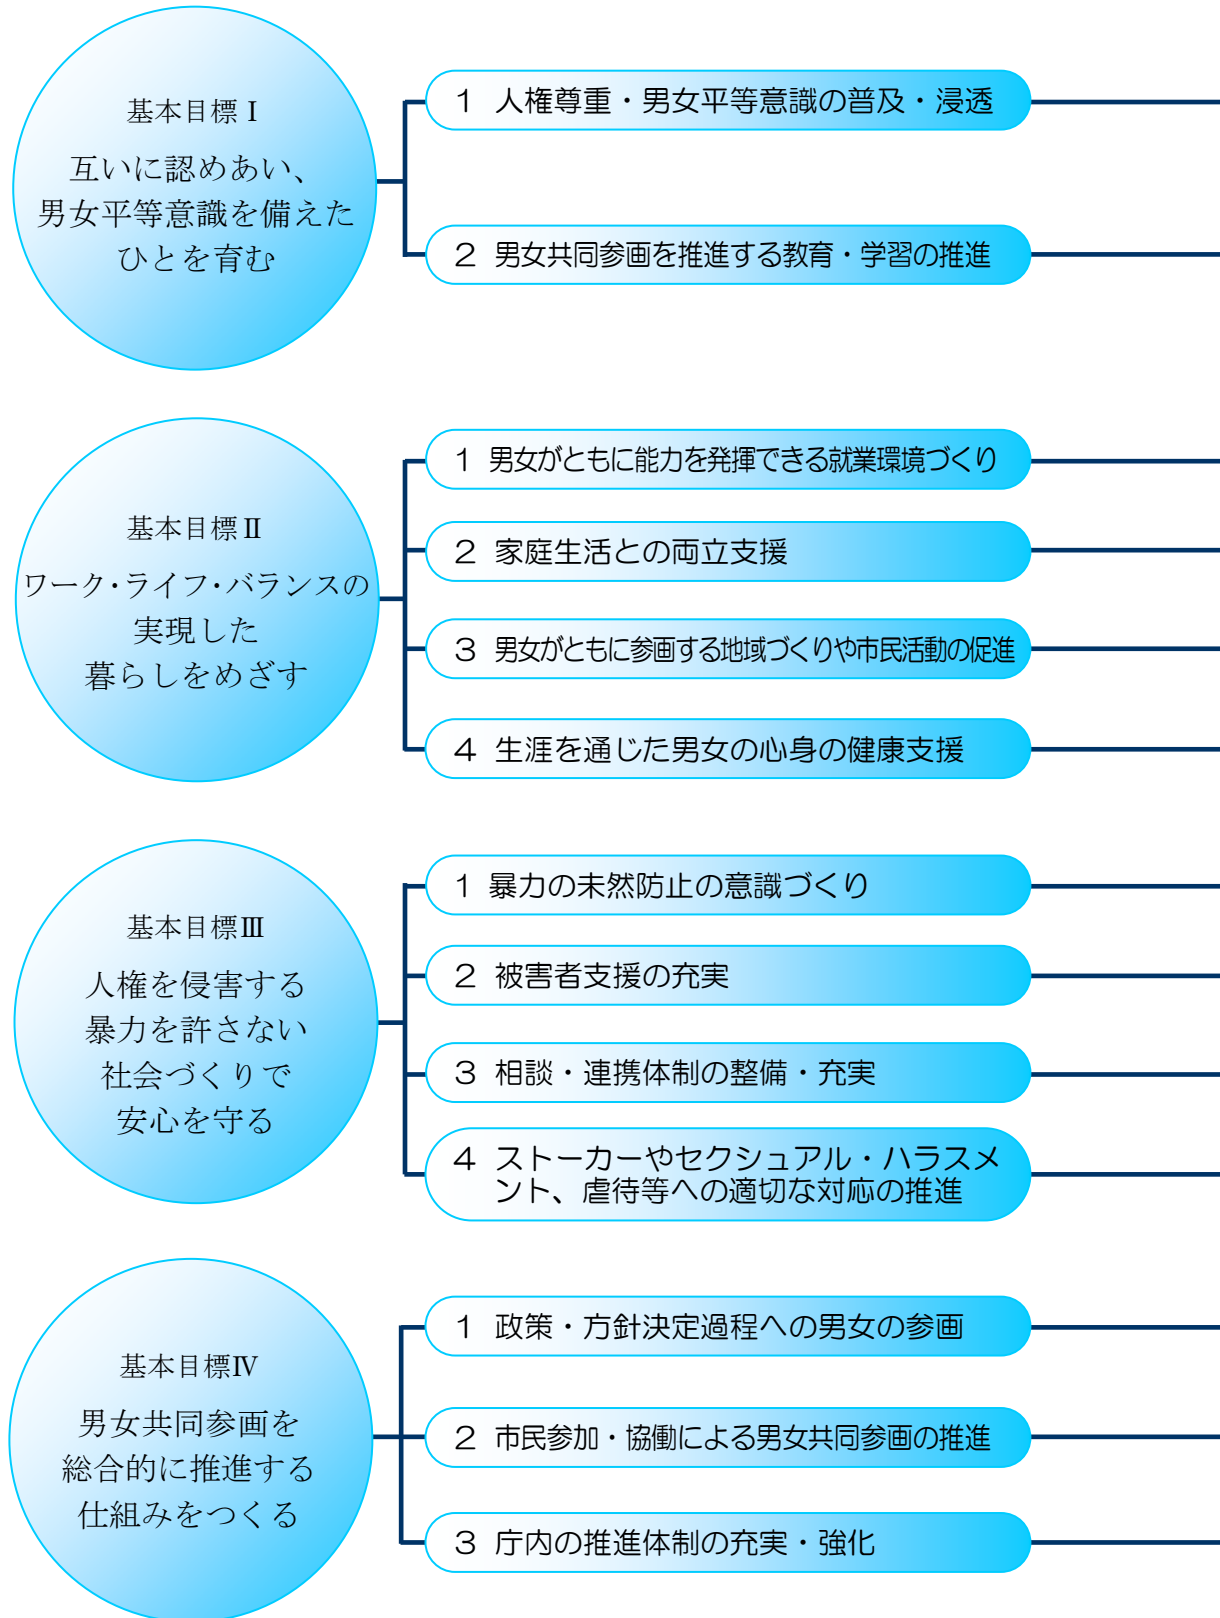 基本目標Ⅰ
互いに認めあい、
男女平等意識を備えた
ひとを育む
1 人権尊重・男女平等意識の普及・浸透
2 男女共同参画を推進する教育・学習の推進
基本目標Ⅱ
ワーク・ライフ・バランスの
実現した
暮らしをめざす
1 男女がともに能力を発揮できる就業環境づくり
2 家庭生活との両立支援
3 男女がともに参画する地域づくりや市民活動の促進
4 生涯を通じた男女の心身の健康支援
基本目標Ⅲ
人権を侵害する
暴力を許さない
社会づくりで
安心を守る
1 暴力の未然防止の意識づくり
2 被害者支援の充実
3 相談・連携体制の整備・充実
4 ストーカーやセクシュアル・ハラスメ
ント、虐待等への適切な対応の推進
基本目標Ⅳ
男女共同参画を
総合的に推進する
仕組みをつくる
1 政策・方針決定過程への男女の参画
2 市民参加・協働による男女共同参画の推進
3 庁内の推進体制の充実・強化